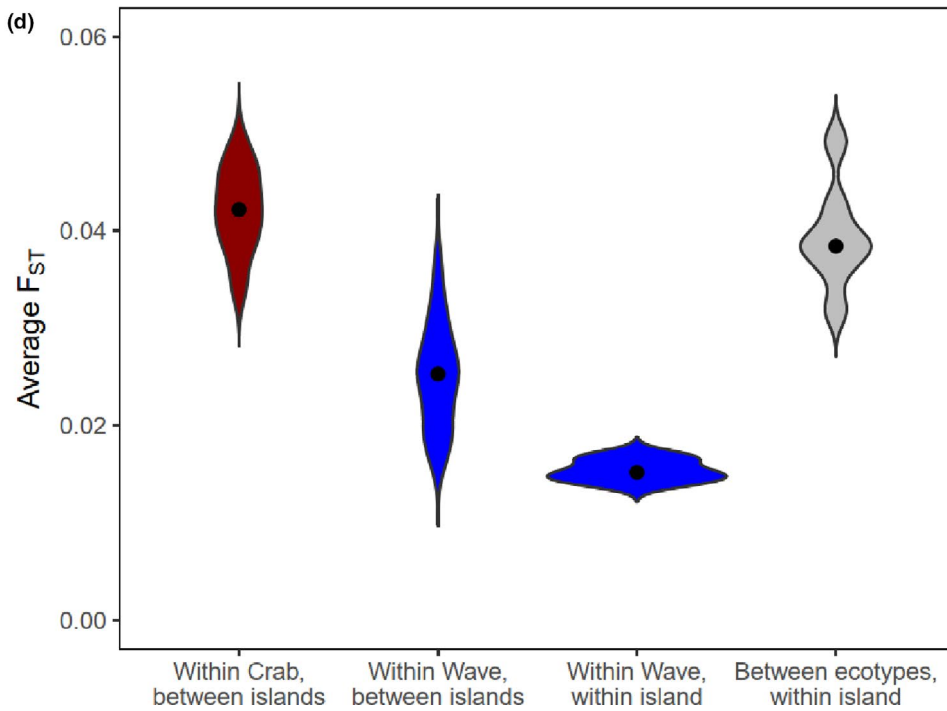 (d)
0.06
0.04
0.02
0.00
Average FST
Within Crab,
between islands
Within Wave,
between islands
Within Wave,
within island
Between ecotypes,
within island